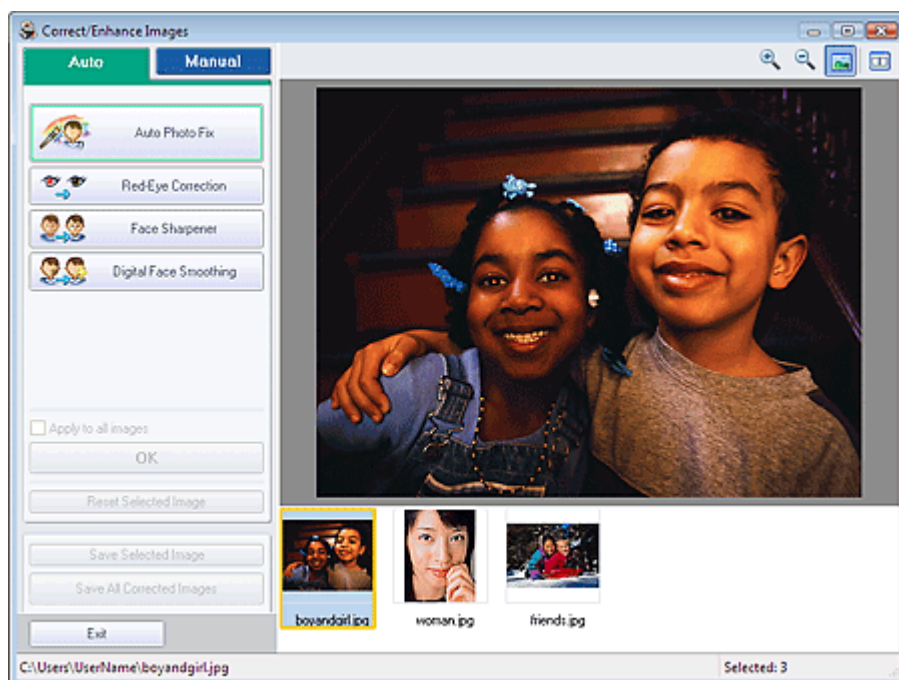 Correct/Enhance Images
Auto
Manual
Auto Photo Fix
Red-Eye Correction
Face Sharpener
Digital Face Smoothing
Apply to all images
OK
Reset Selected Image
Save Selected Image
Save All Corrected Images
Exit
boyandgirl.jpg
woman.jpg
friends.jpg
C:\Users\UserName\boyandgirl.jpg
Selected: 3